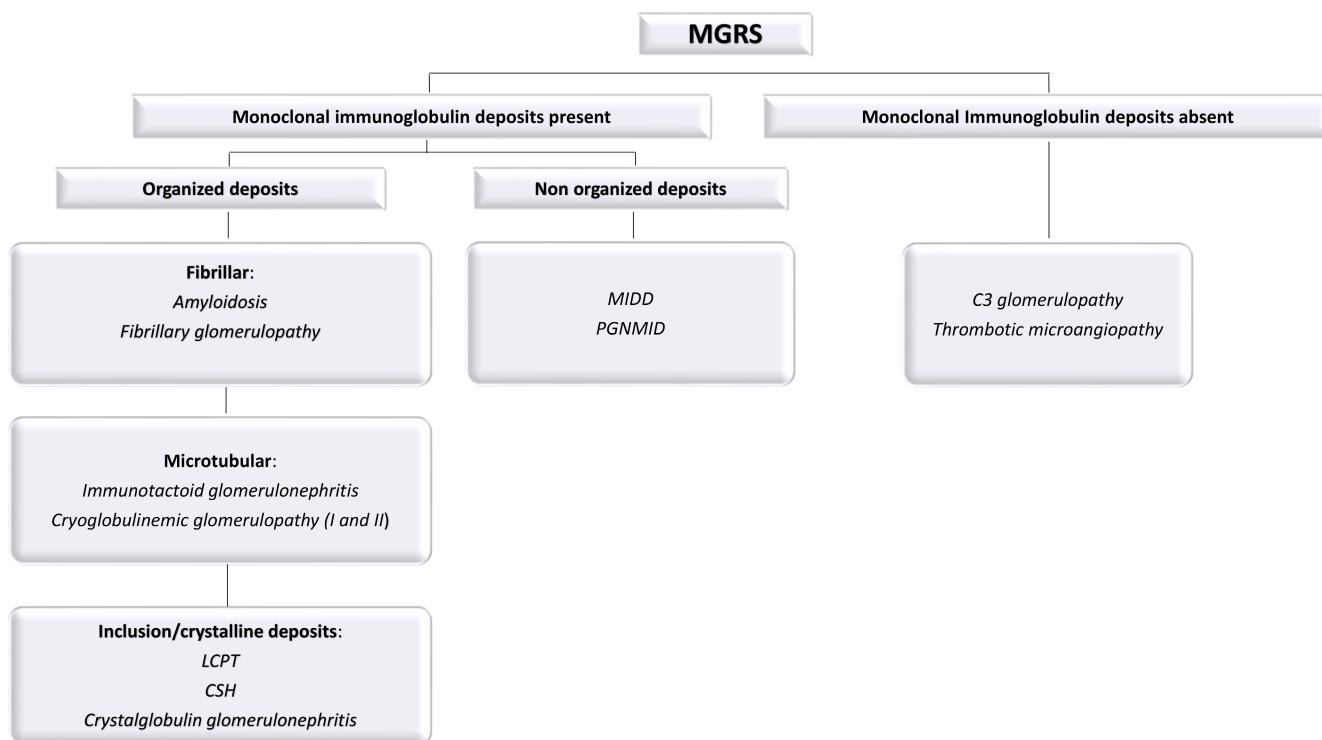 MGRS
Monoclonal immunoglobulin deposits present
Monoclonal Immunoglobulin deposits absent
Organized deposits
Non organized deposits
Fibrillar:
Amyloidosis
Fibrillary glomerulopathy
MIDD
PGNMID
C3 glomerulopathy
Thrombotic microangiopathy
Microtubular:
Immunotactoid glomerulonephritis
Cryoglobulinemic glomerulopathy (I and II)
Inclusion/crystalline deposits:
LCPT
CSH
Crystalglobulin glomerulonephritis